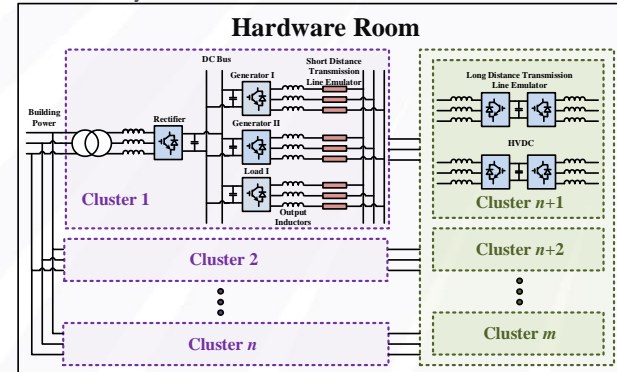 Hardware Room
DC Bus
Generator I
Short Distance
Transmission
Line Emulator
Building
Power
Rectifier
Generator II
Load I
Output
Inductors
Cluster 1
Long Distance Transmission
Line Emulator
HVDC
Cluster n+1
Cluster 2
Cluster n+2
Cluster n
Cluster m